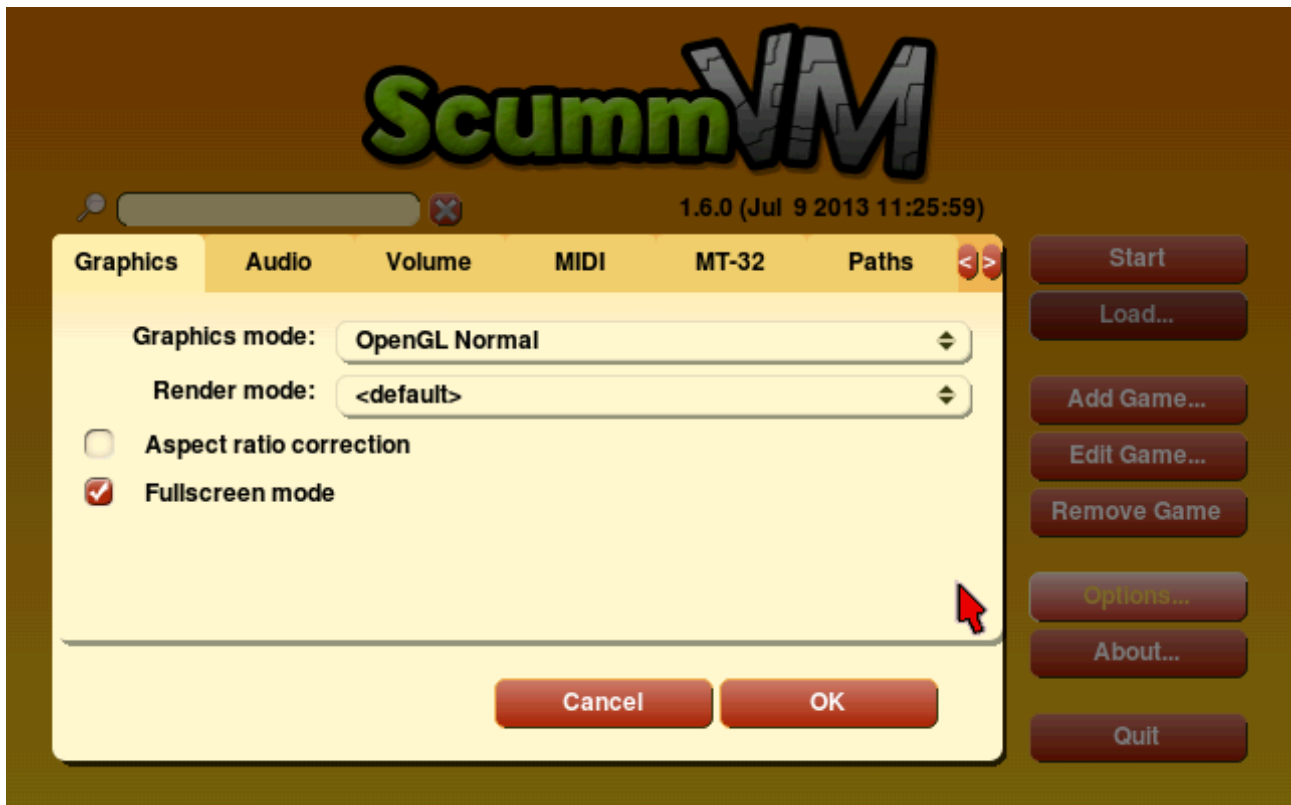 ScummVM
1.6.0 (Jul 9 2013 11:25:59)
Graphics Audio Volume MIDI MT-32 Paths < >
Graphics mode: OpenGL Normal
Render mode: <default>
Aspect ratio correction
Fullscreen mode
Cancel OK
Start
Load...
Add Game...
Edit Game...
Remove Game
Options...
About...
Quit